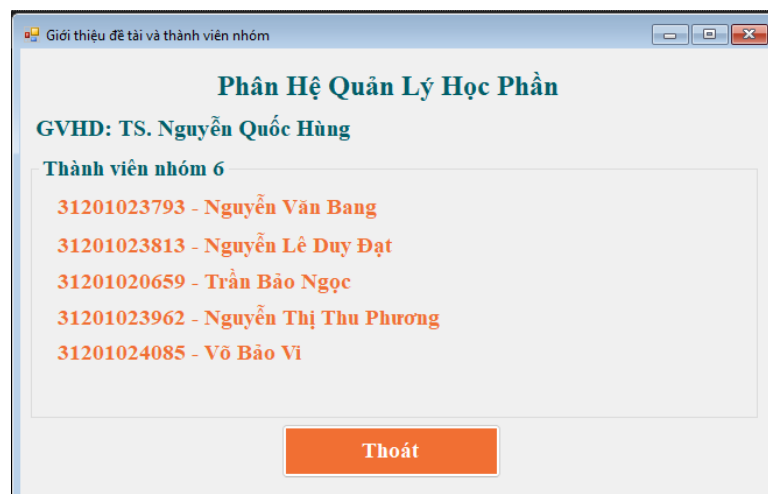 Giới thiệu đề tài và thành viên nhóm
Phân Hệ Quản Lý Học Phần
GVHD: TS. Nguyễn Quốc Hùng
Thành viên nhóm 6
31201023793 - Nguyễn Văn Bang
31201023813 - Nguyễn Lê Duy Đạt
31201020659 - Trần Bảo Ngọc
31201023962 - Nguyễn Thị Thu Phương
31201024085 - Võ Bảo Vi
Thoát